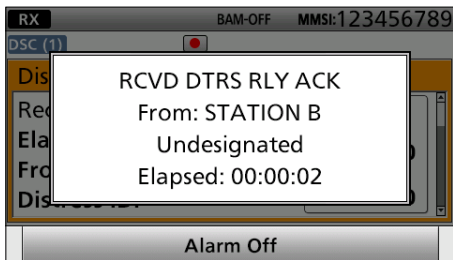 RX BAM-OFF MMSI:123456789
DSC (1)
RCVD DTRS RLY ACK
From: STATION B
Undesignated
Elapsed: 00:00:02
Alarm Off